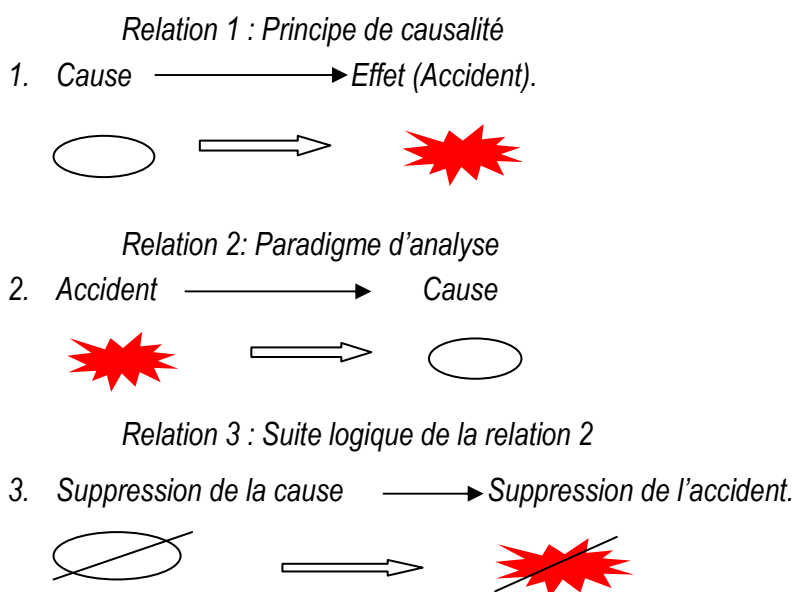 Relation 1 : Principe de causalité
1. Cause Effet (Accident).
Relation 2: Paradigme d'analyse
2. Accident Cause
Relation 3 : Suite logique de la relation 2
3. Suppression de la cause Suppression de l'accident.